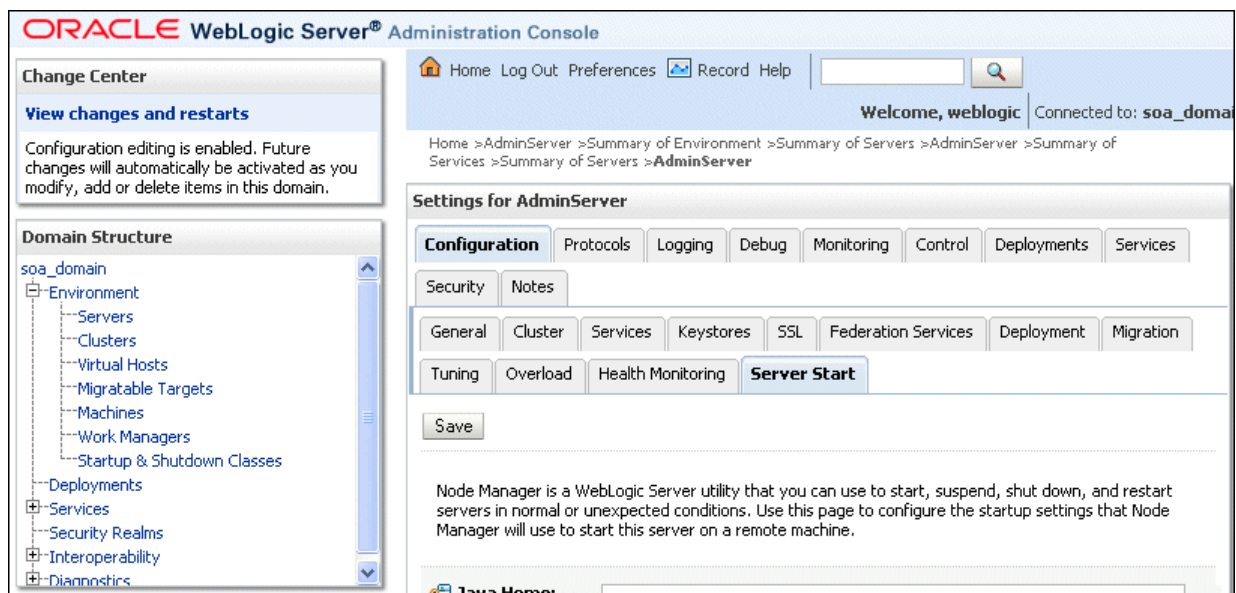 ORACLE WebLogic Server® Administration Console
Change Center
View changes and restarts
Configuration editing is enabled. Future
changes will automatically be activated as you
modify, add or delete items in this domain.
Domain Structure
soa_domain
Environment
Servers
Clusters
Virtual Hosts
Migratable Targets
Machines
Work Managers
Startup & Shutdown Classes
Deployments
Services
Security Realms
Interoperability
Diagnostics
Home Log Out Preferences Record Help
Welcome, weblogic Connected to: soa_domai
Home >AdminServer >Summary of Environment >Summary of Servers >AdminServer >Summary of
Services >Summary of Servers >AdminServer
Settings for AdminServer
Configuration Protocols Logging Debug Monitoring Control Deployments Services
Security Notes
General Cluster Services Keystores SSL Federation Services Deployment Migration
Tuning Overload Health Monitoring Server Start
Save
Node Manager is a WebLogic Server utility that you can use to start, suspend, shut down, and restart
servers in normal or unexpected conditions. Use this page to configure the startup settings that Node
Manager will use to start this server on a remote machine.
Java Home: